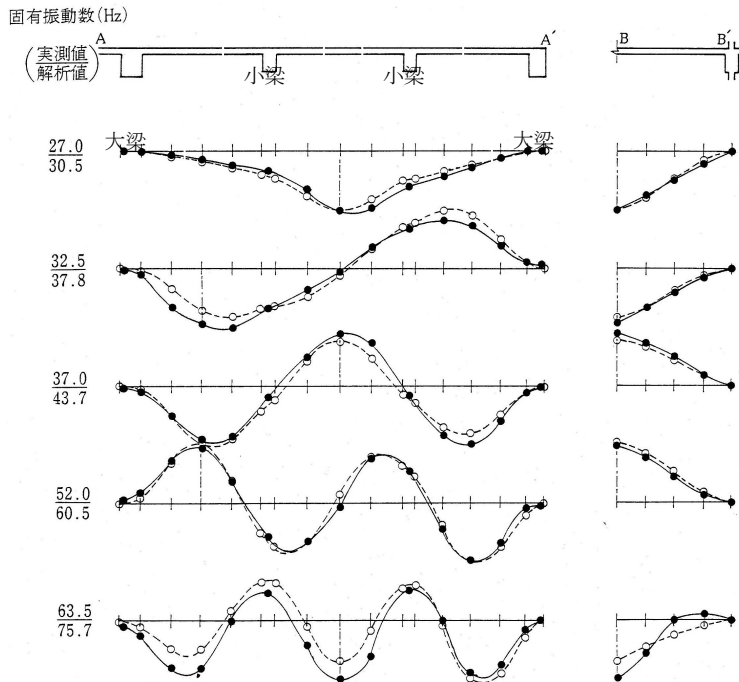 固有振動数(Hz)
A
A´
B
B´
(実測値
解析値)
小梁
小梁
大梁
大梁
27.0
30.5
32.5
37.8
37.0
43.7
52.0
60.5
63.5
75.7